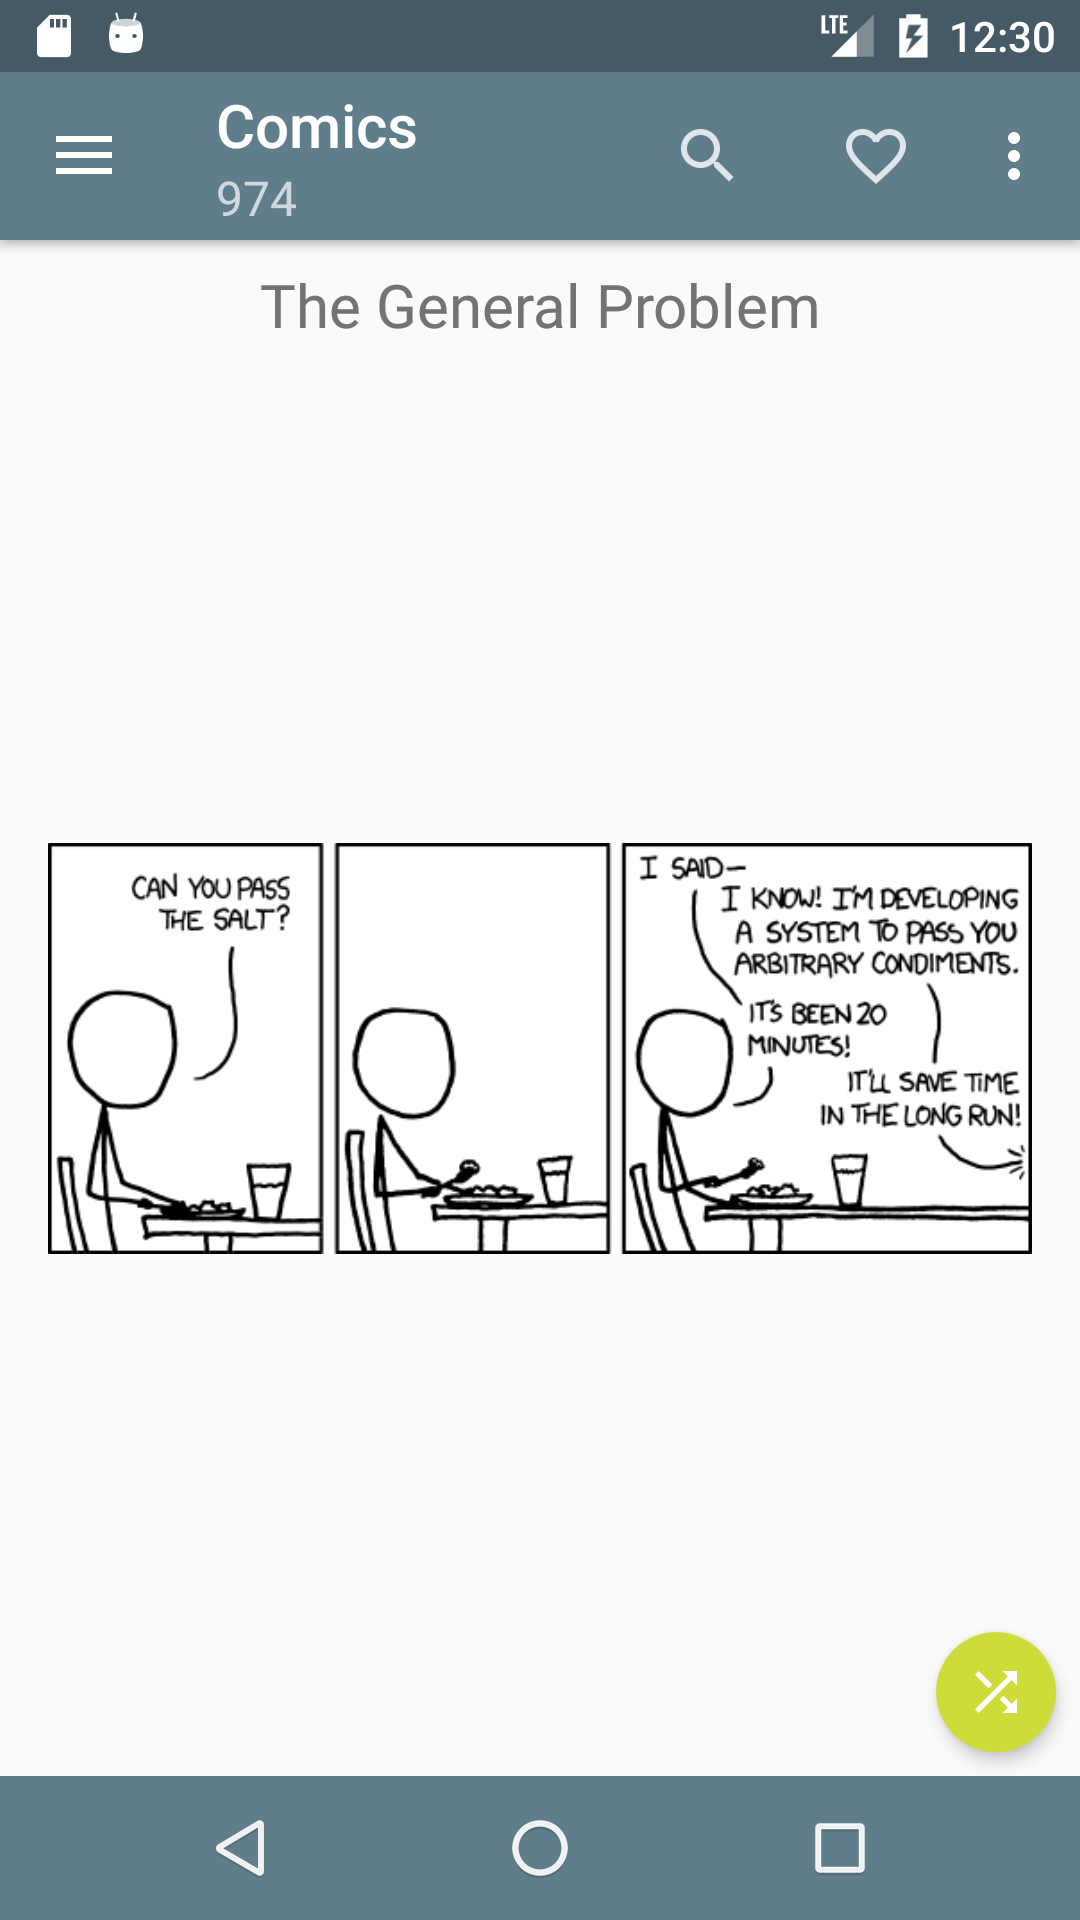 LTE 12:30
Comics
974
The General Problem
CAN YOU PASS
THE SALT?
I SAID—
I KNOW! I'M DEVELOPING
A SYSTEM TO PASS YOU
ARBITRARY CONDIMENTS.
IT'S BEEN 20
MINUTES!
IT'LL SAVE TIME
IN THE LONG RUN!